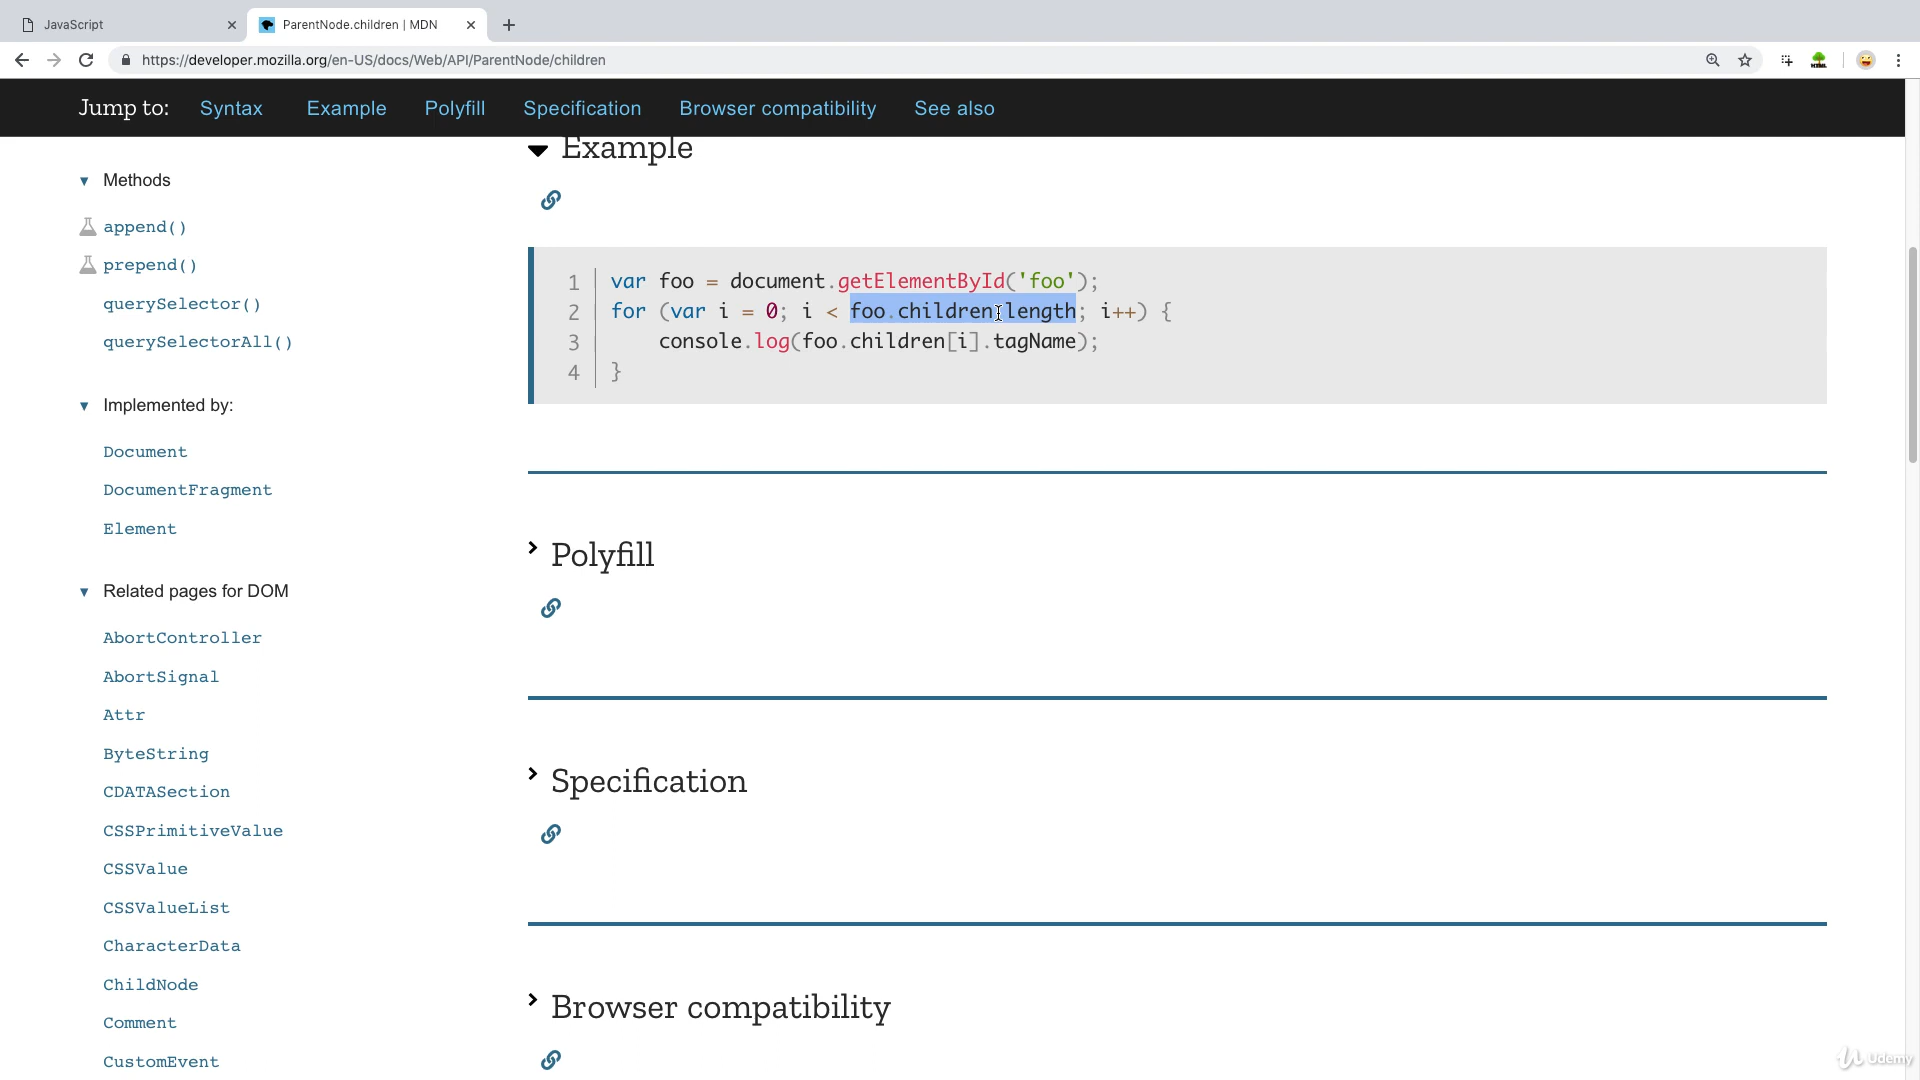 JavaScript
ParentNode.children | MDN
https://developer.mozilla.org/en-US/docs/Web/API/ParentNode/children
Jump to: Syntax Example Polyfill Specification Browser compatibility See also
Methods
append()
prepend()
querySelector()
querySelectorAll()
Implemented by:
Document
DocumentFragment
Element
Related pages for DOM
AbortController
AbortSignal
Attr
ByteString
CDATASection
CSSPrimitiveValue
CSSValue
CSSValueList
CharacterData
ChildNode
Comment
CustomEvent
Example
1 var foo = document.getElementById('foo');
2 for (var i = 0; i < foo.children.length; i++) {
3 console.log(foo.children[i].tagName);
4 }
Polyfill
Specification
Browser compatibility
Udemy